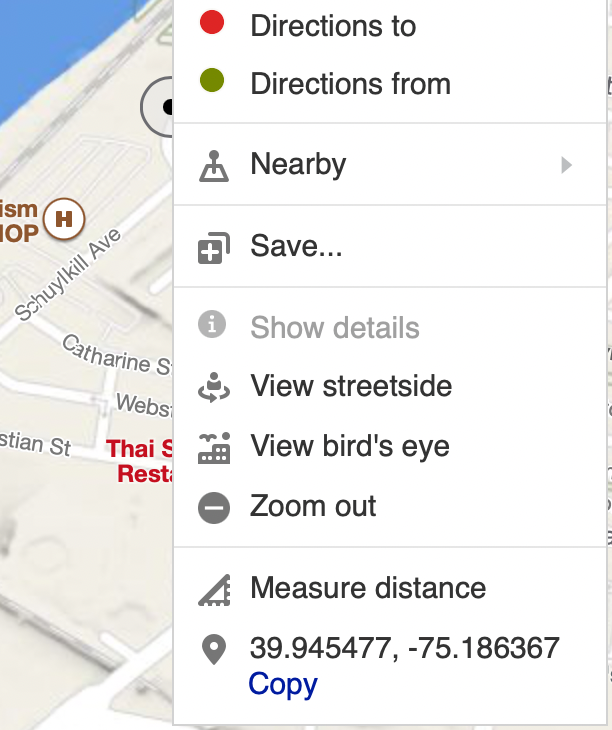 Directions to
Directions from
Nearby
Save...
Show details
View streetside
View bird's eye
Zoom out
Measure distance
39.945477, -75.186367
Copy
H
Schuylkill Ave
Catharine S
Webst
stian St
Thai S
Resta
ism
HOP